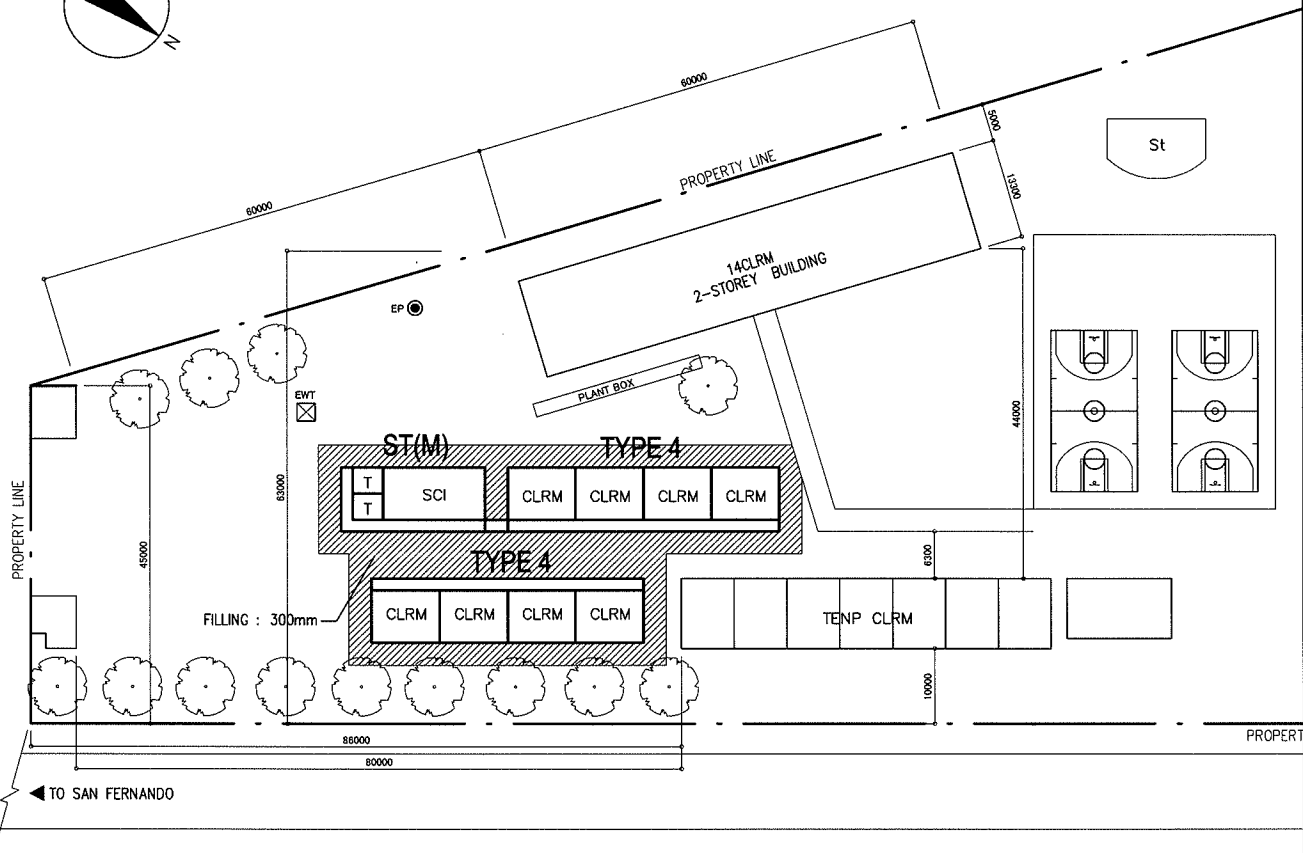 N
60000
60000
5000
13300
St
PROPERTY LINE
14CLRM
2-STOREY BUILDING
EP
PLANT BOX
EWT
44000
63000
ST(M)
TYPE 4
T
T
SCI
CLRM
CLRM
CLRM
CLRM
PROPERTY LINE
45000
TYPE 4
6300
FILLING : 300mm
CLRM
CLRM
CLRM
CLRM
TENP CLRM
10000
86000
PROPERT
80000
TO SAN FERNANDO